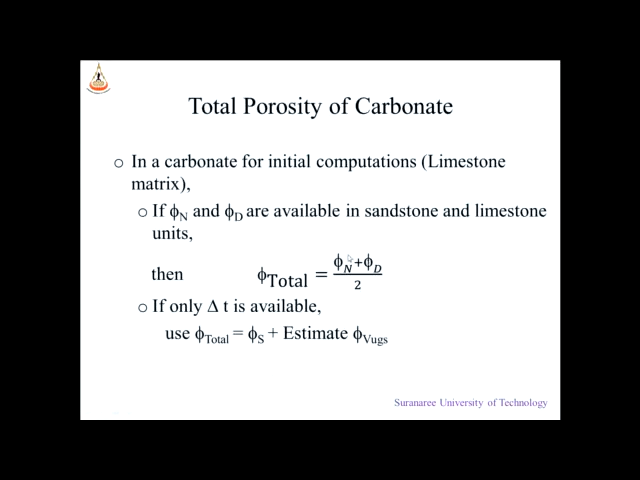 Total Porosity of Carbonate
o In a carbonate for initial computations (Limestone
matrix),
o If ϕN and ϕD are available in sandstone and limestone
units,
then ϕTotal = (ϕN+ϕD)/2
o If only Δ t is available,
use ϕTotal = ϕS + Estimate ϕVugs
Suranaree University of Technology